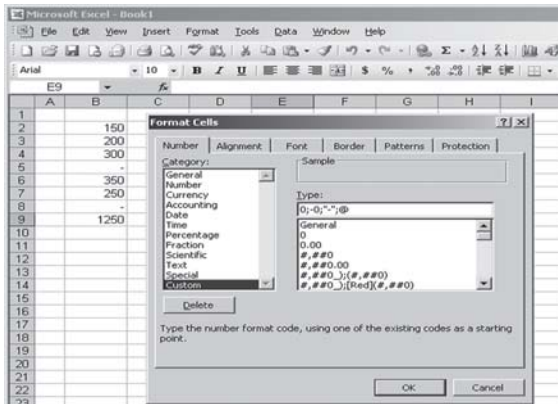 Microsoft Excel - Book1
File Edit View Insert Format Tools Data Window Help
Arial 10 B I U $ % ,
E9 fx
A B C D E F G H I
1
2 150
3 200
4 300
5 -
6 350
7 250
8 -
9 1250
10
11
12
13
14
15
16
17
18
19
20
21
22
23
Format Cells
Number Alignment Font Border Patterns Protection
Category:
General
Number
Currency
Accounting
Date
Time
Percentage
Fraction
Scientific
Text
Special
Custom
Sample
Type:
0;-0;"-";@
General
0
0.00
#,##0
#,##0.00
#,##0_);(#,##0)
#,##0_);[Red](#,##0)
Delete
Type the number format code, using one of the existing codes as a starting
point.
OK Cancel